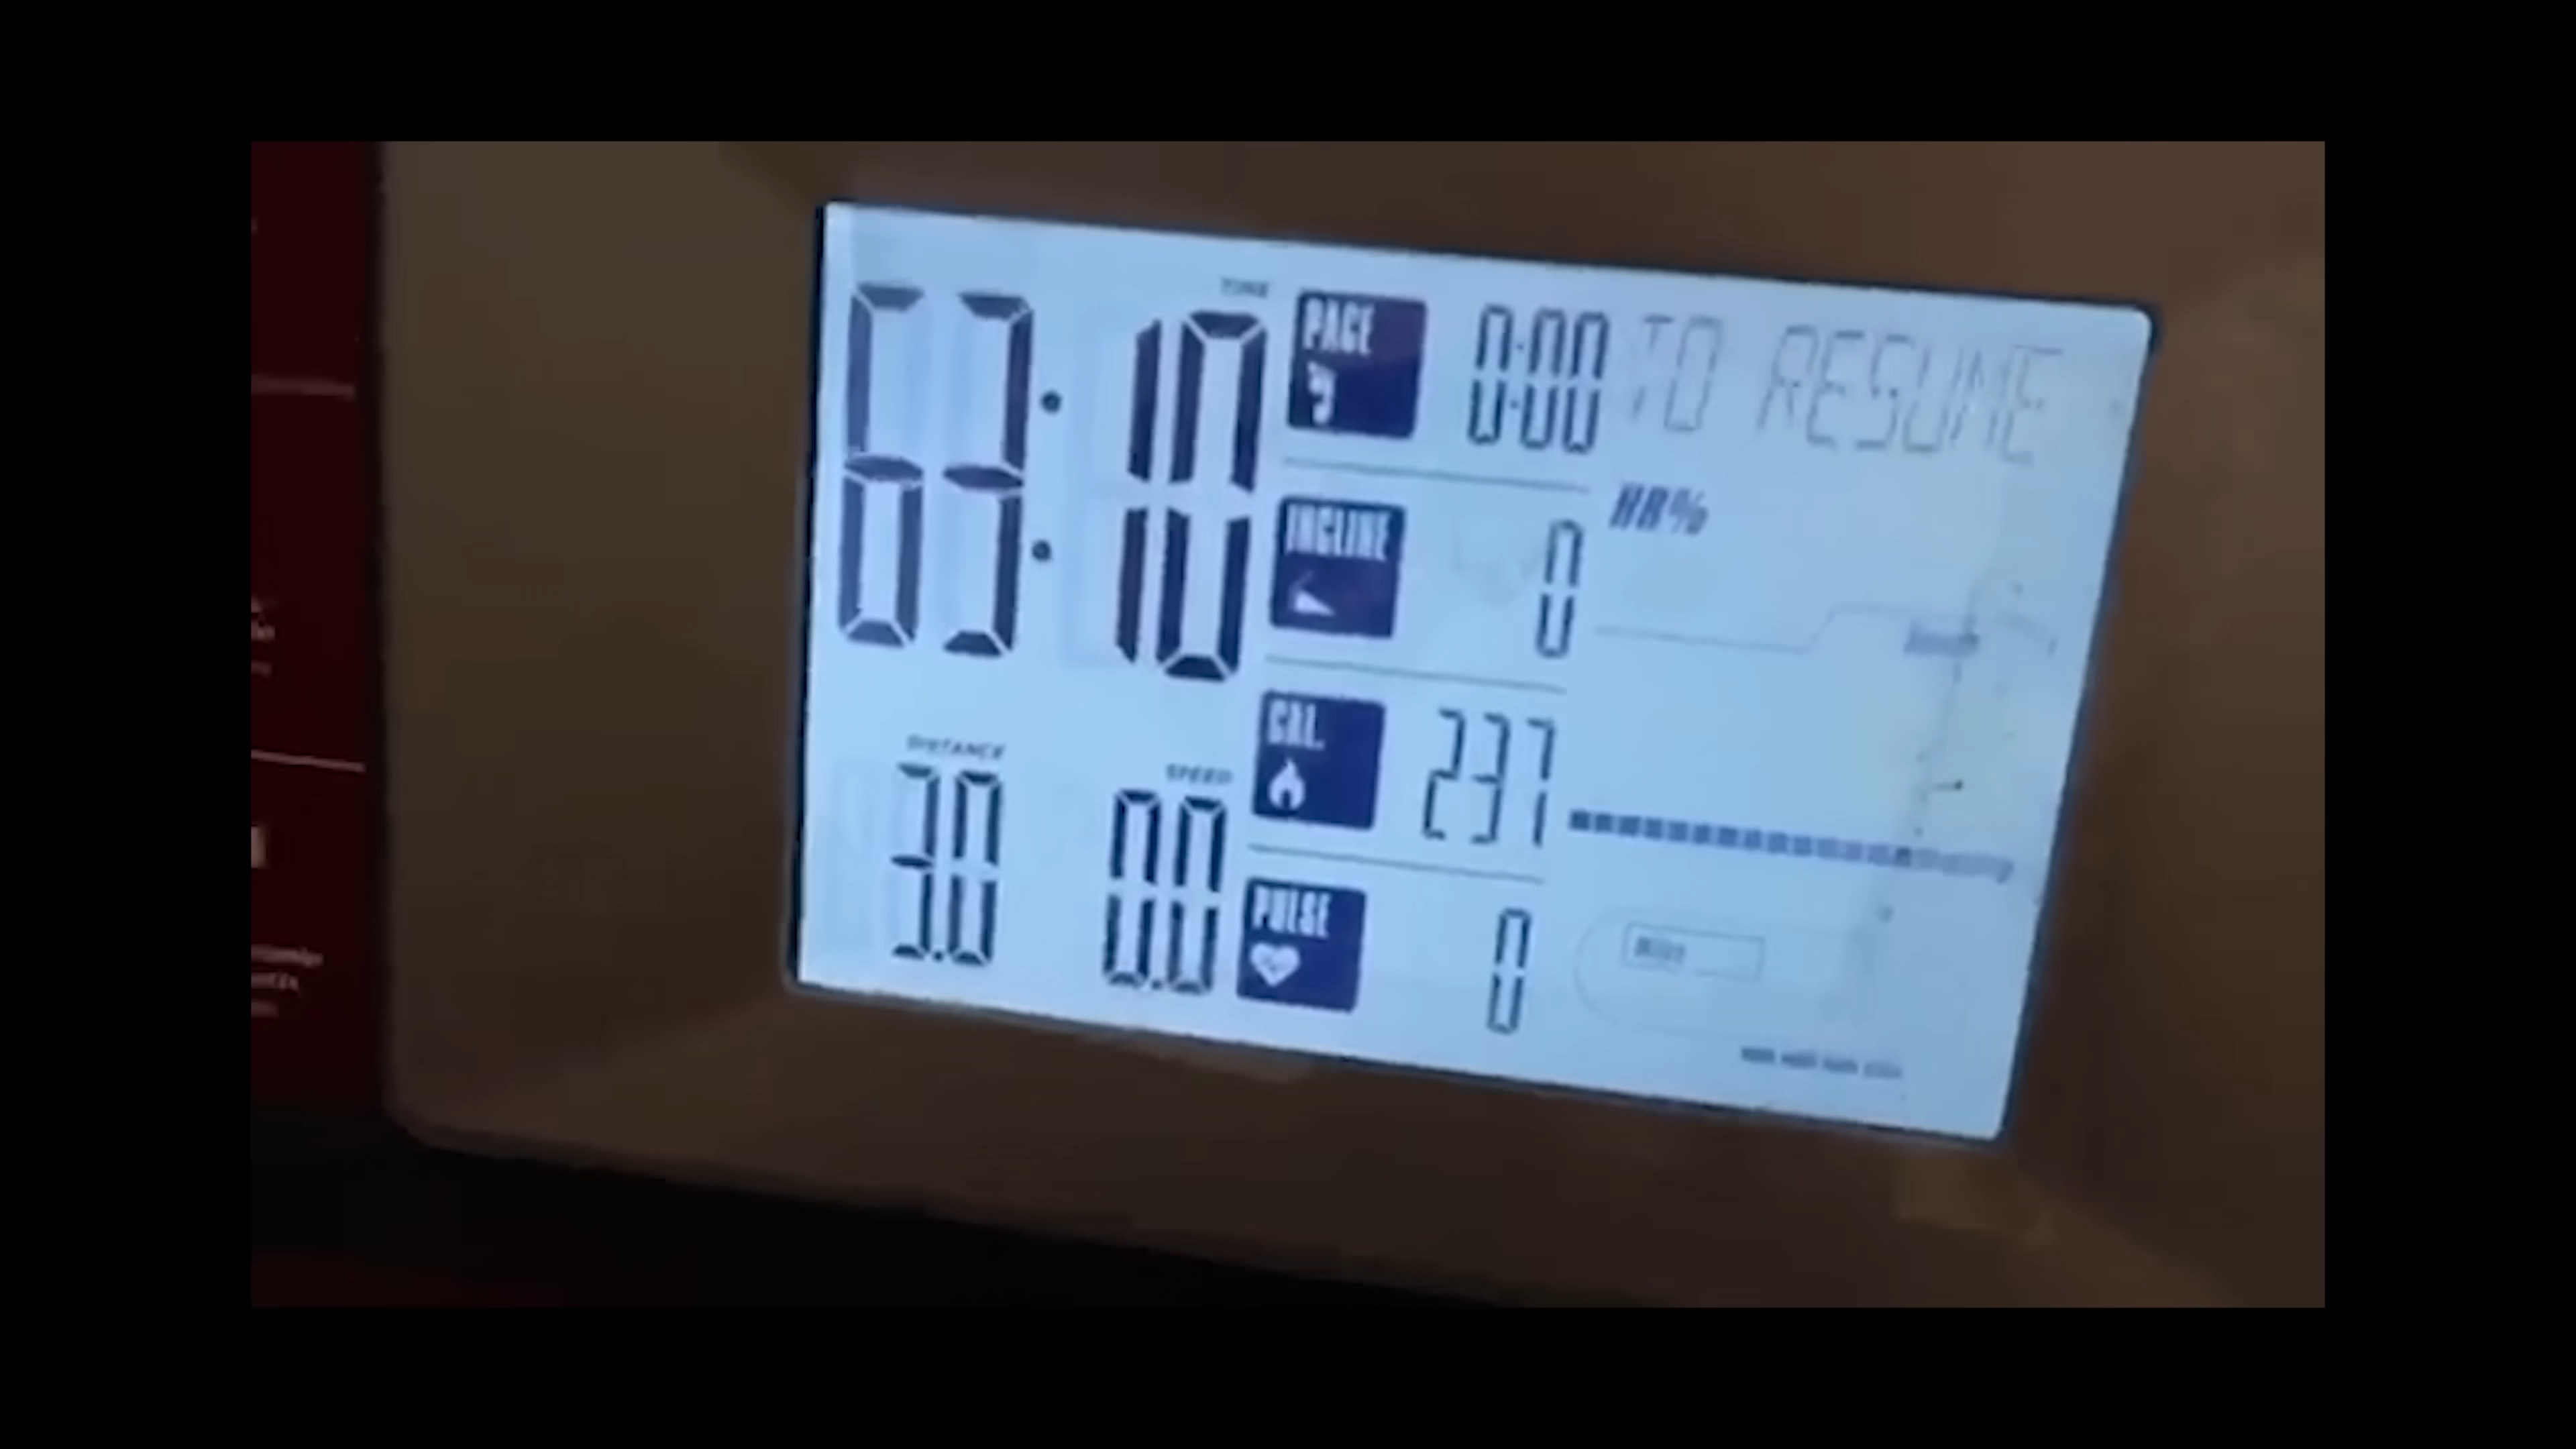 TIME
63:10
DISTANCE
3.0
SPEED
0.0
PACE
0:00
INCLINE
0
CAL.
237
PULSE
0
TO RESUME
HR%